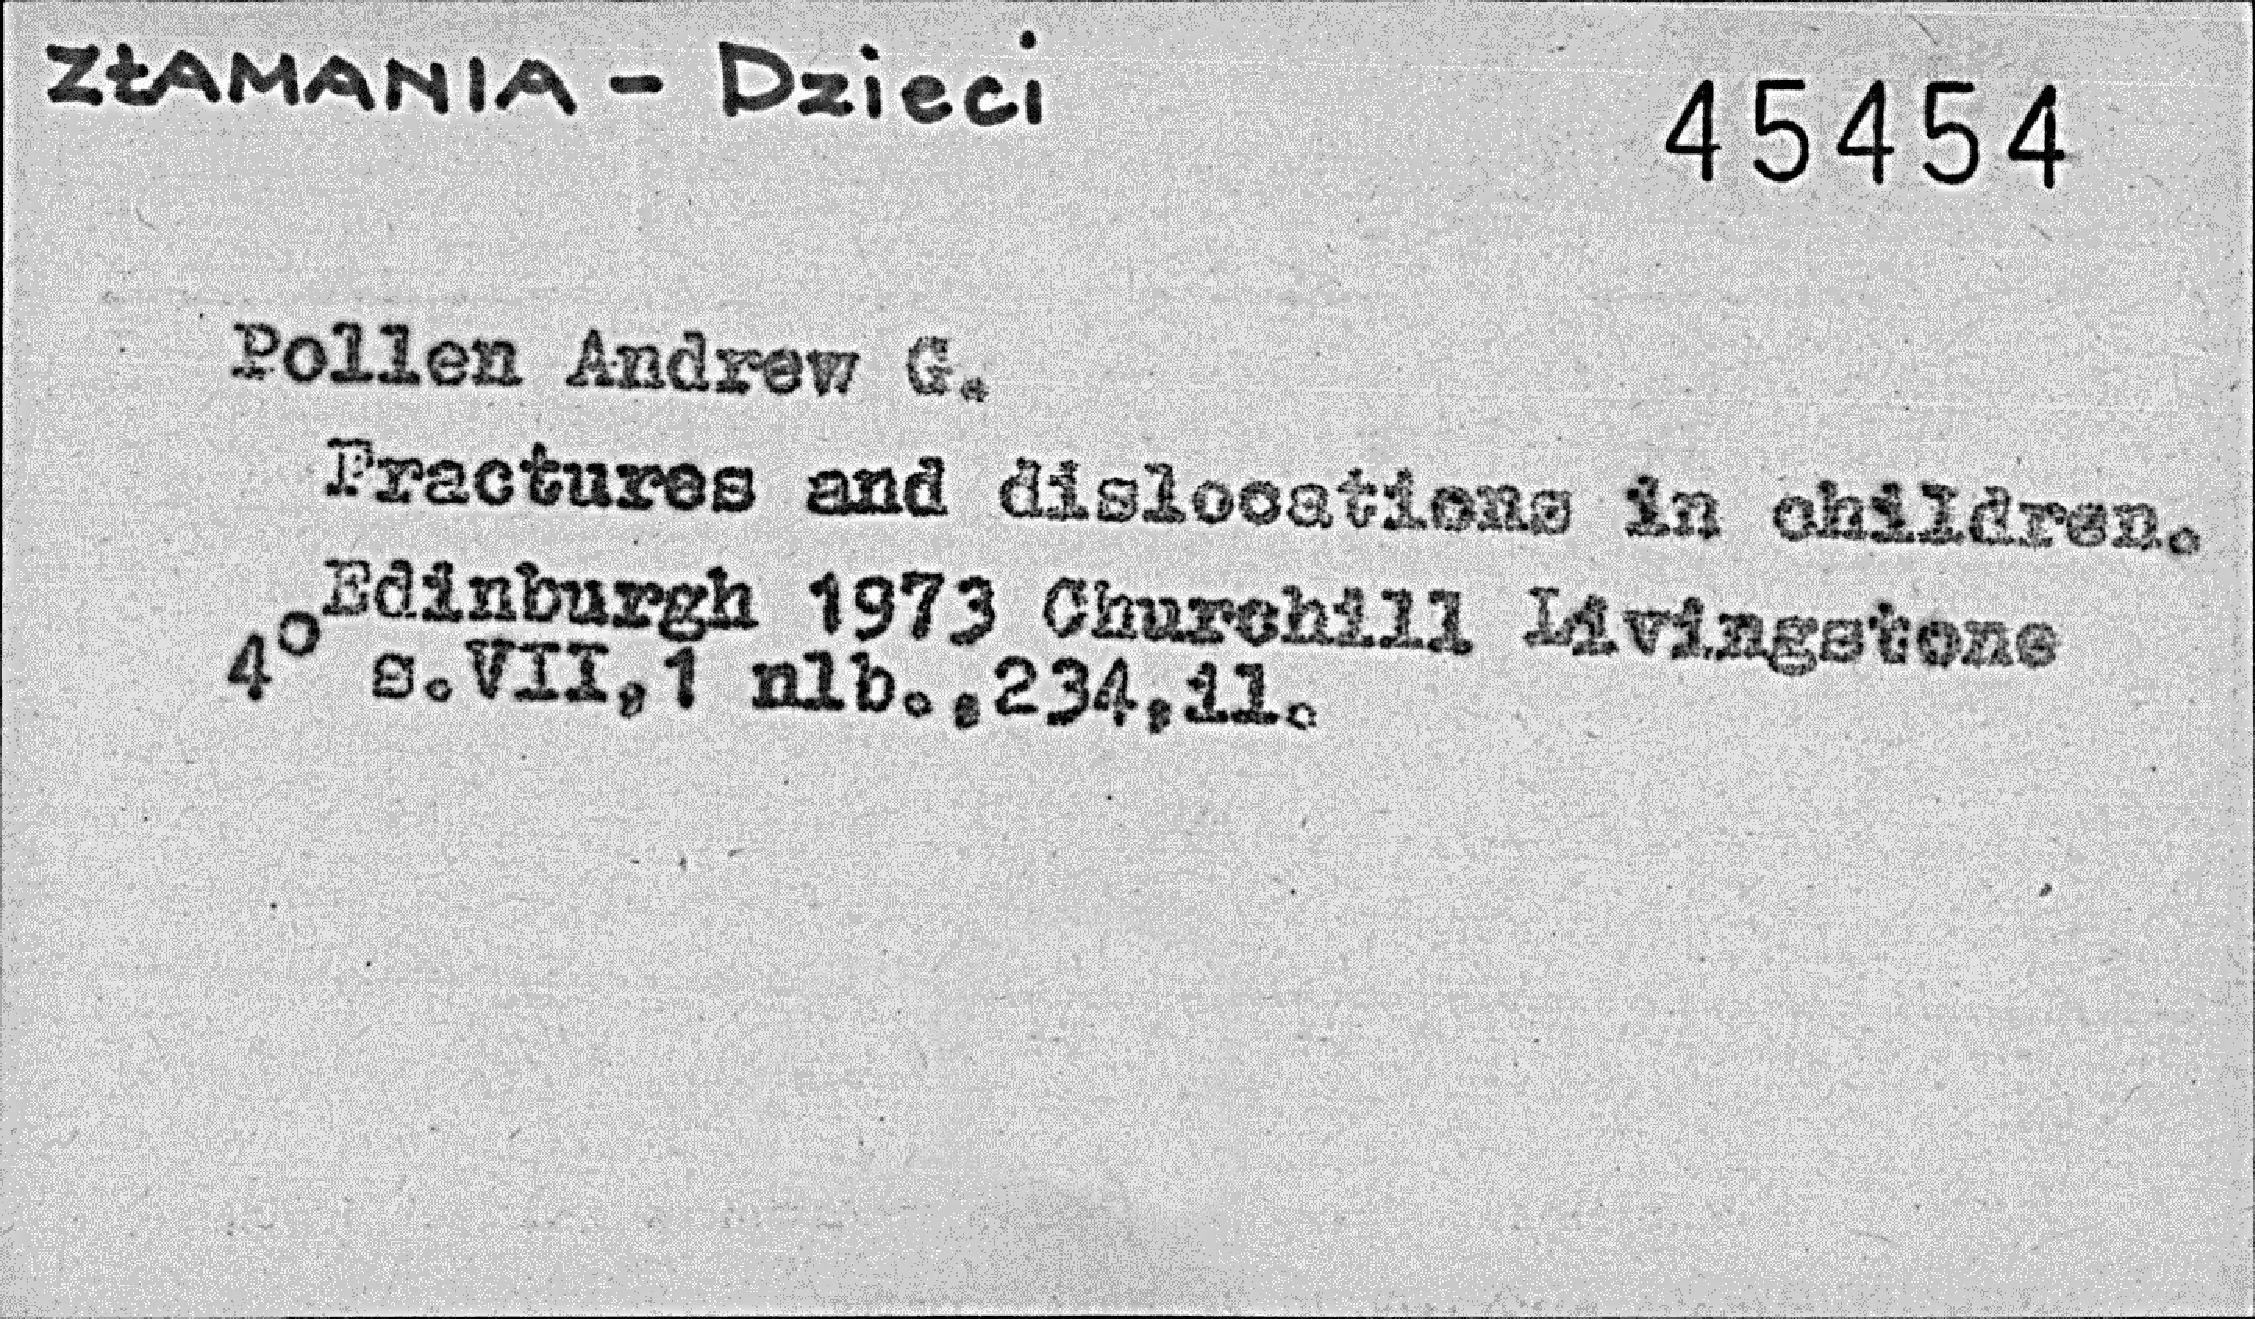 ZŁAMANIA - Dzieci
45454
Pollen Andrew G.
Fractures and dislocations in children.
Edinburgh 1973 Churchill Livingstone
4° s.VII,1 nlb.,234,il.